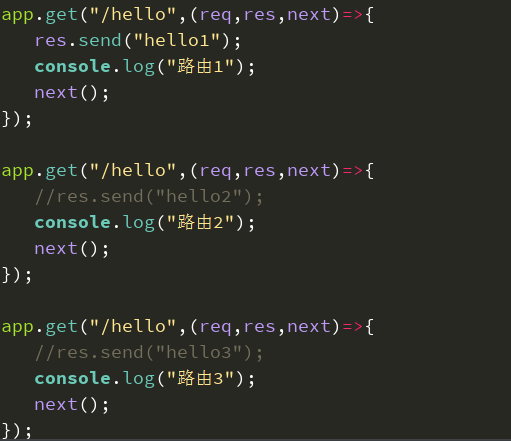 app.get("/hello",(req,res,next)=>{
   res.send("hello1");
   console.log("路由1");
   next();
});

app.get("/hello",(req,res,next)=>{
   //res.send("hello2");
   console.log("路由2");
   next();
});

app.get("/hello",(req,res,next)=>{
   //res.send("hello3");
   console.log("路由3");
   next();
});